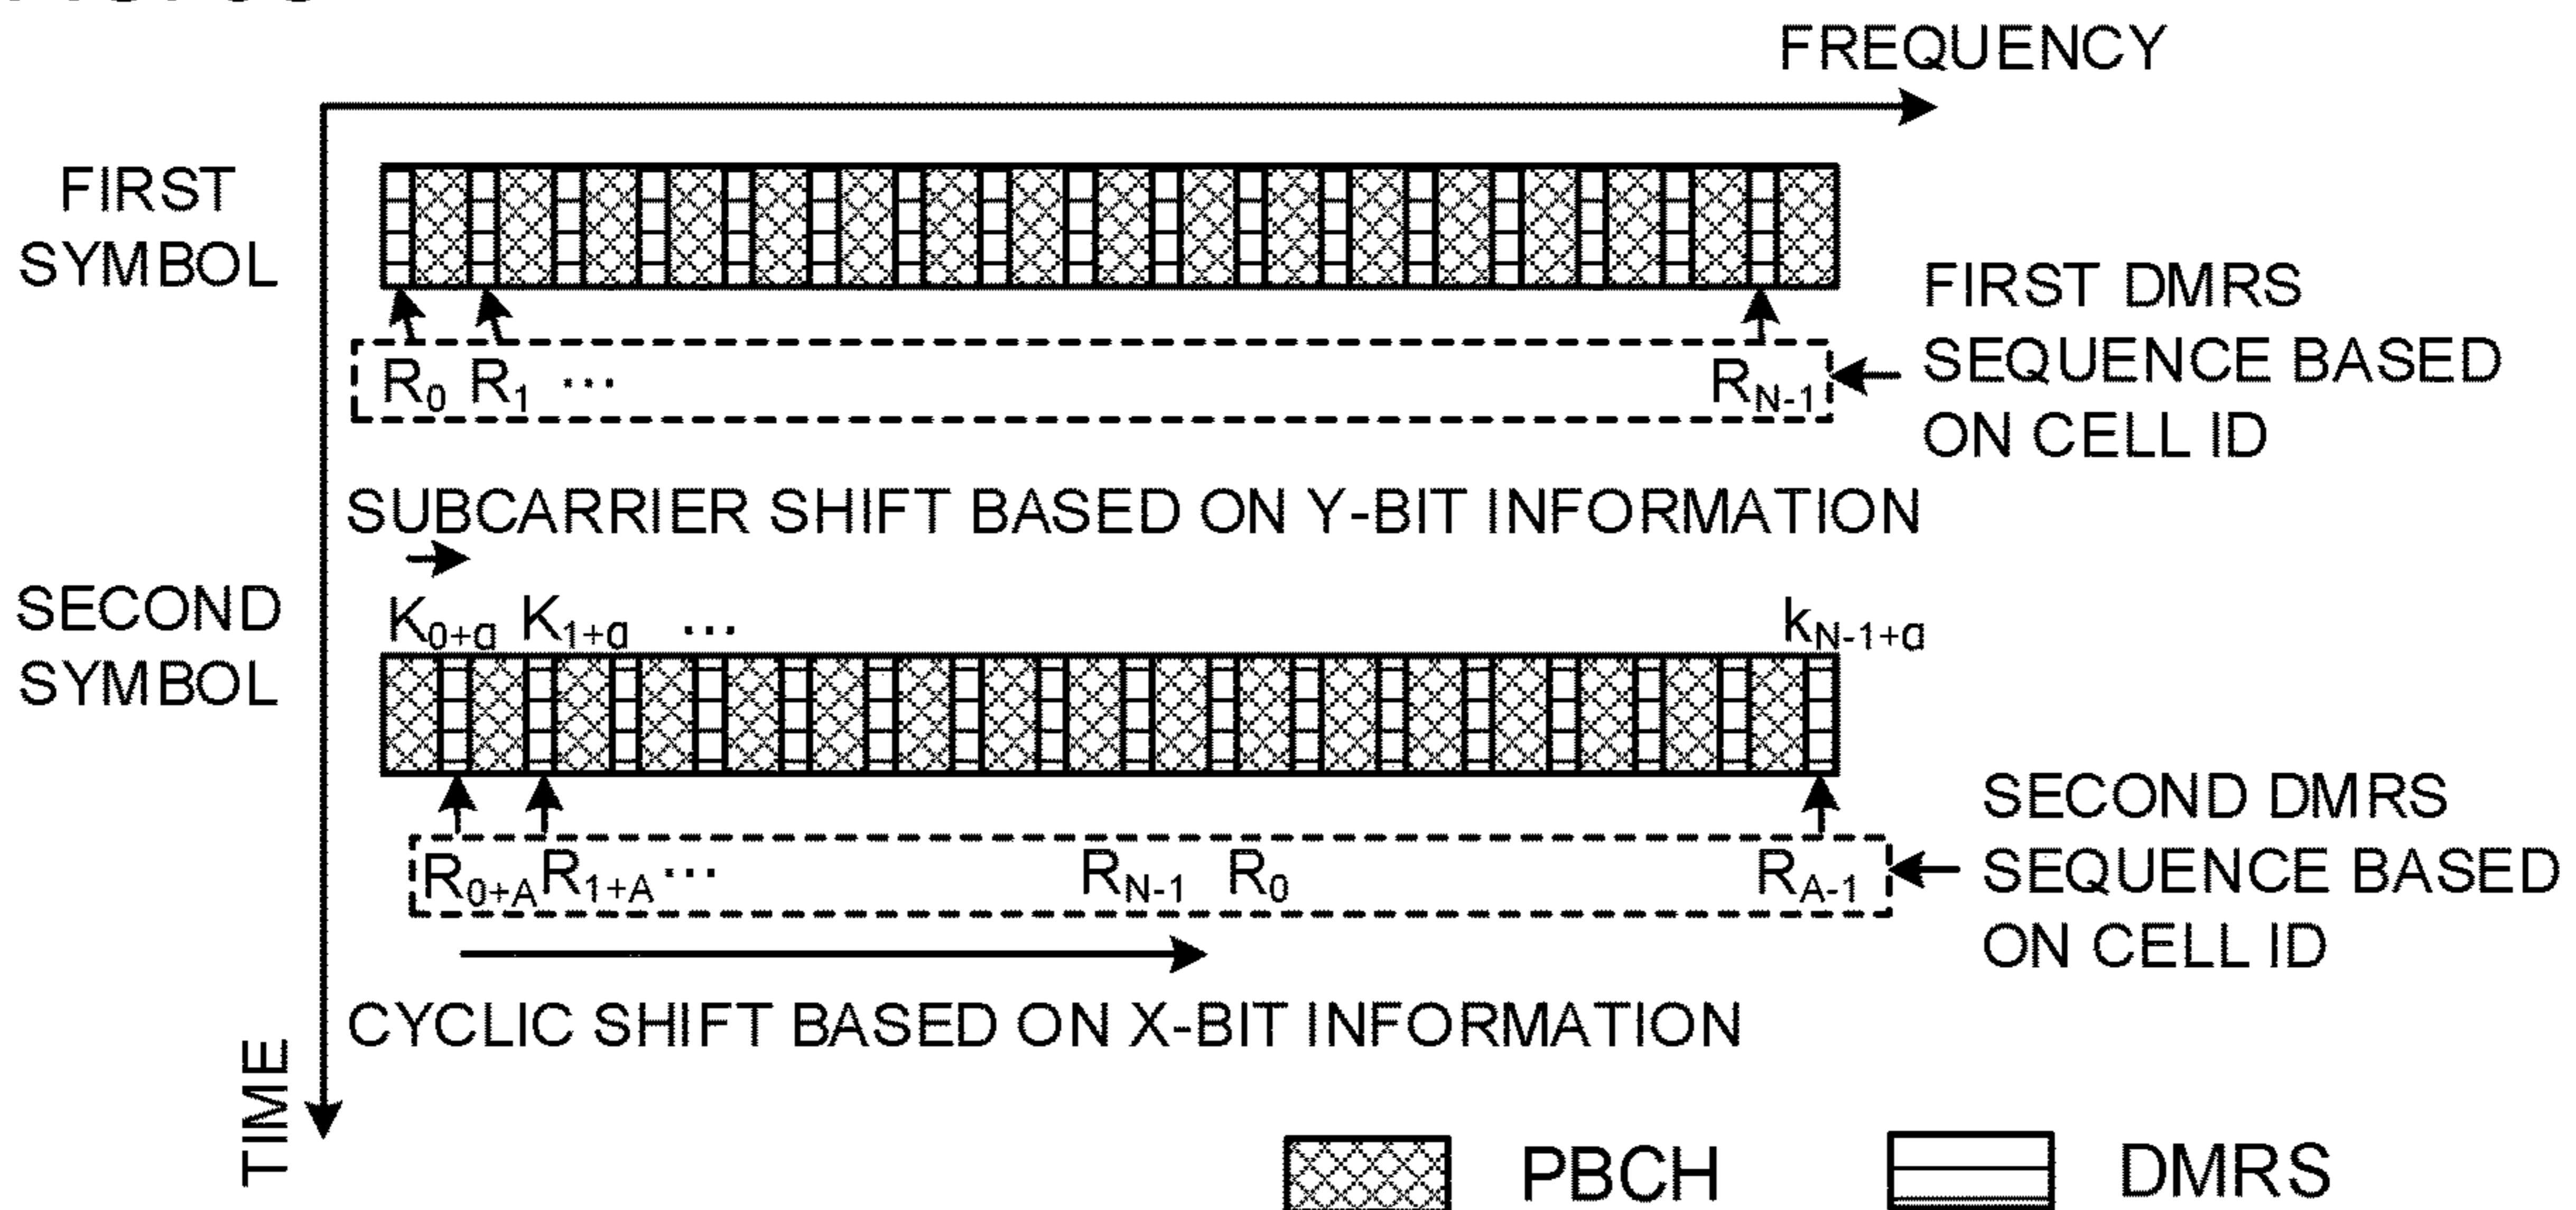 FREQUENCY
FIRST
SYMBOL
FIRST DMRS
SEQUENCE BASED
ON CELL ID
R0 R1 ... RN-1
SUBCARRIER SHIFT BASED ON Y-BIT INFORMATION
SECOND
SYMBOL
K0+a K1+a ... kN-1+a
R0+A R1+A ... RN-1 R0 RA-1
SECOND DMRS
SEQUENCE BASED
ON CELL ID
CYCLIC SHIFT BASED ON X-BIT INFORMATION
TIME
PBCH
DMRS